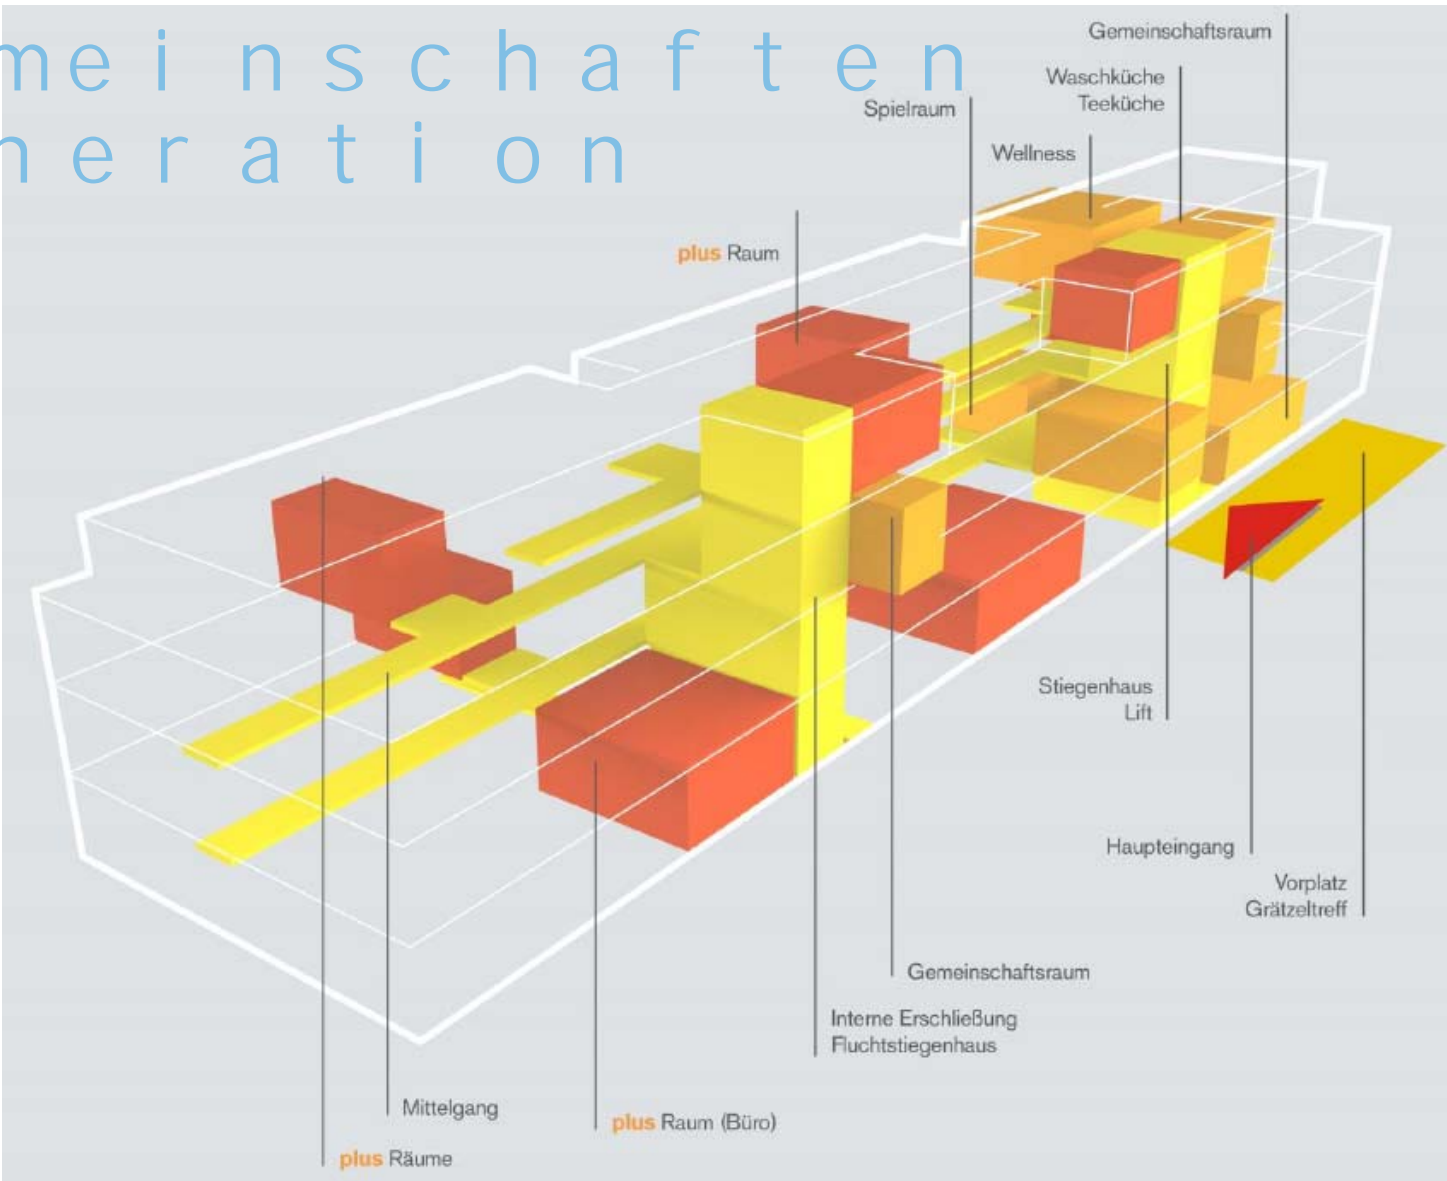 meinschaften
neration
Gemeinschaftsraum
Waschküche
Teeküche
Spielraum
Wellness
plus Raum
Stiegenhaus
Lift
Haupteingang
Vorplatz
Grätzeltreff
Gemeinschaftsraum
Interne Erschließung
Fluchtstiegenhaus
Mittelgang
plus Raum (Büro)
plus Räume